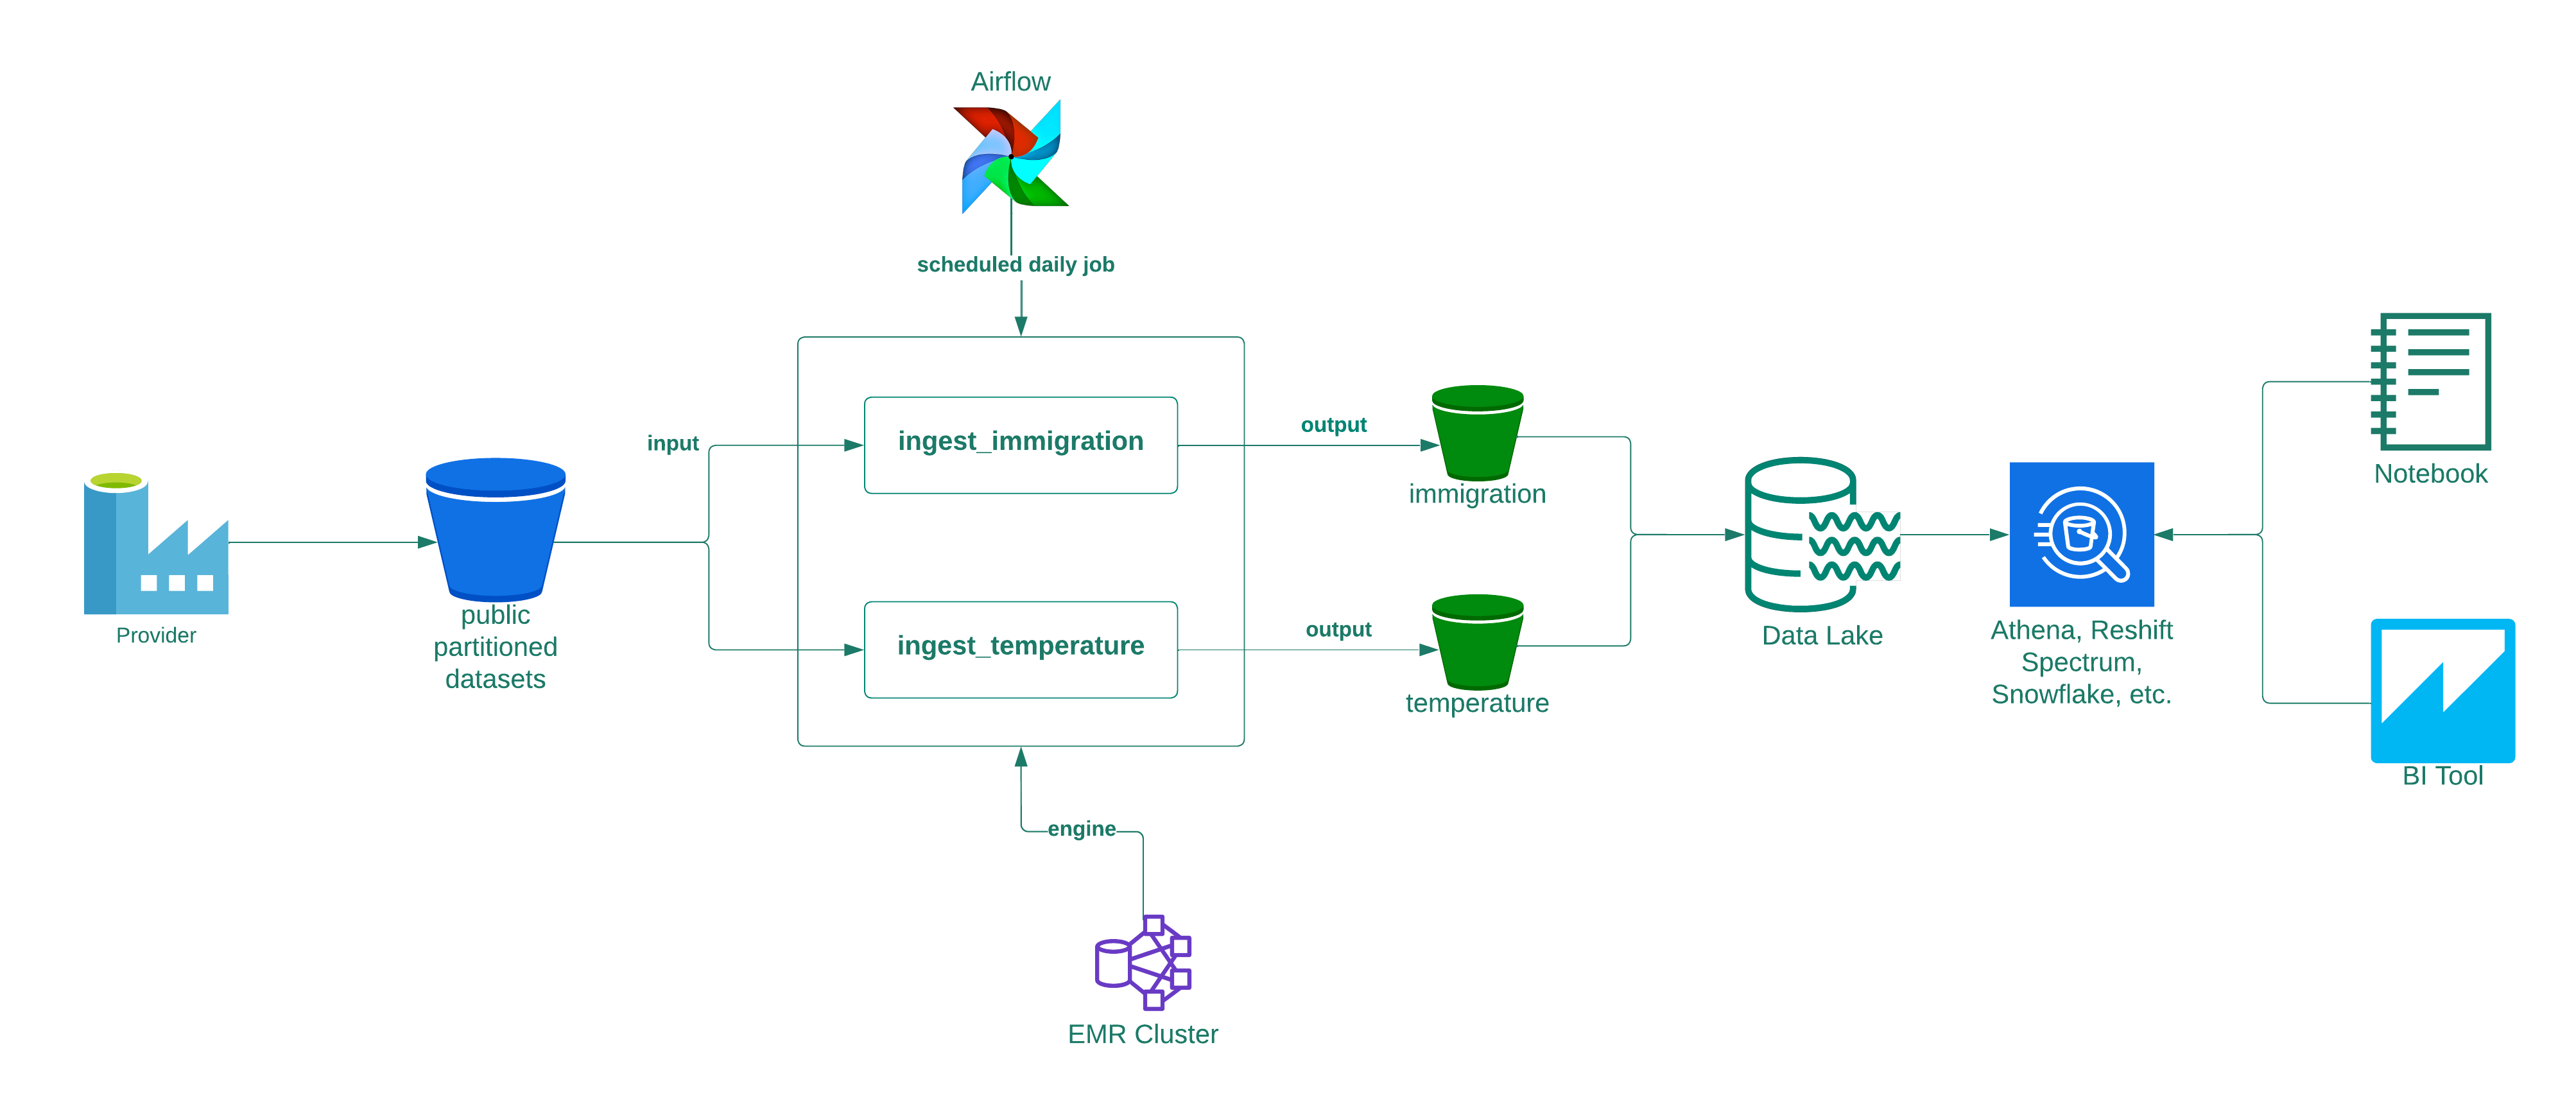 Airflow
scheduled daily job
input
ingest_immigration
output
immigration
Notebook
Provider
public
partitioned
datasets
ingest_temperature
output
temperature
Data Lake
Athena, Reshift
Spectrum,
Snowflake, etc.
BI Tool
engine
EMR Cluster